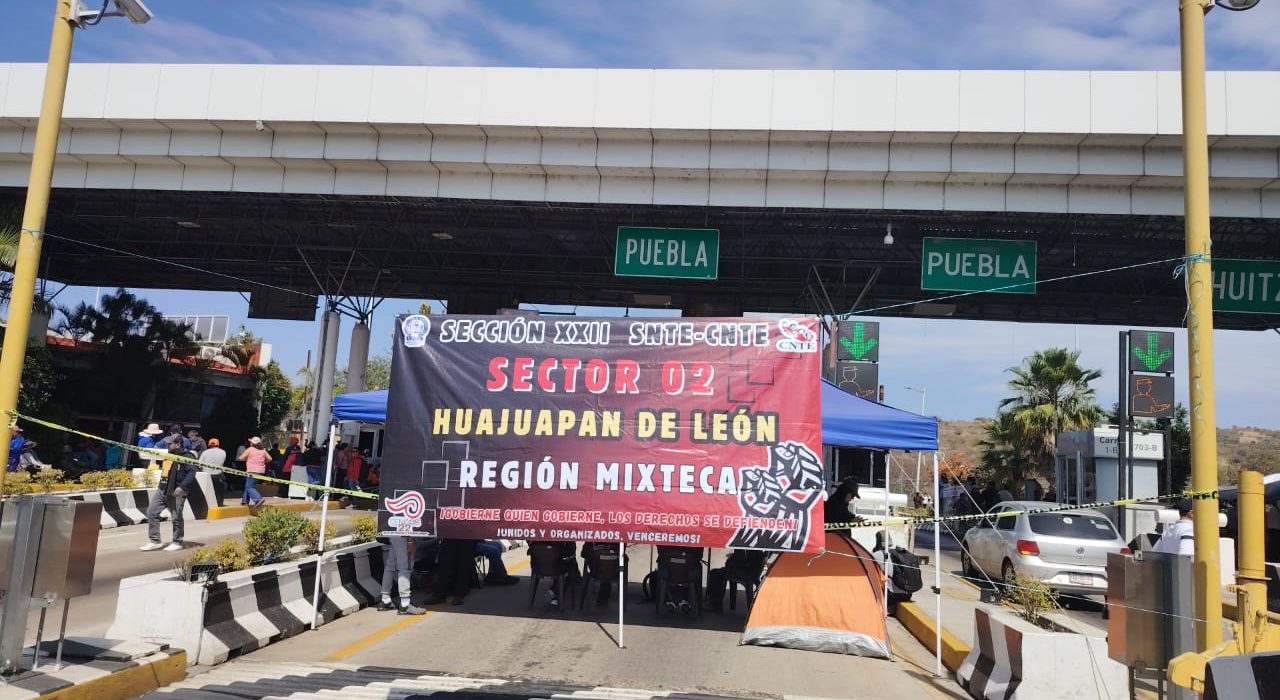 PUEBLA
PUEBLA
HUITZ
SECCIÓN XXII SNTE-CNTE
CNTE
SECTOR 02
HUAJUAPAN DE LEÓN
REGIÓN MIXTECA
¡GOBIERNE QUIEN GOBIERNE, LOS DERECHOS SE DEFIENDEN!
¡UNIDOS Y ORGANIZADOS, VENCEREMOS!
703-B